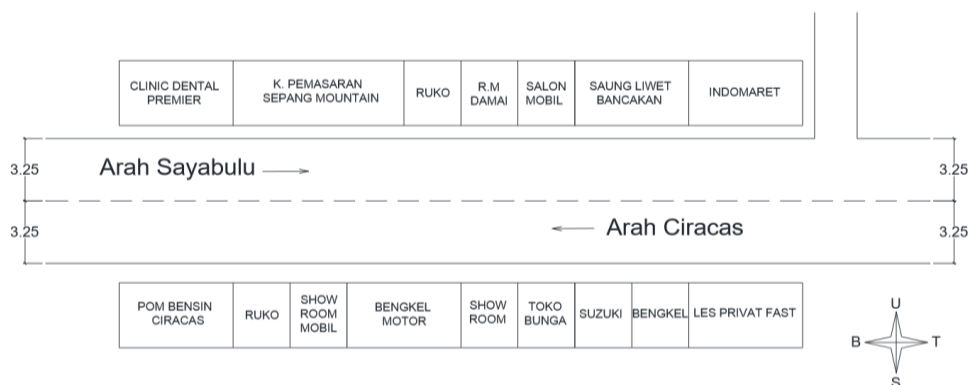 CLINIC DENTAL
PREMIER
K. PEMASARAN
SEPANG MOUNTAIN
RUKO
R.M
DAMAI
SALON
MOBIL
SAUNG LIWET
BANCAKAN
INDOMARET
3.25
Arah Sayabulu
3.25
3.25
Arah Ciracas
3.25
POM BENSIN
CIRACAS
RUKO
SHOW
ROOM
MOBIL
BENGKEL
MOTOR
SHOW
ROOM
TOKO
BUNGA
SUZUKI
BENGKEL
LES PRIVAT FAST
U
B
T
S